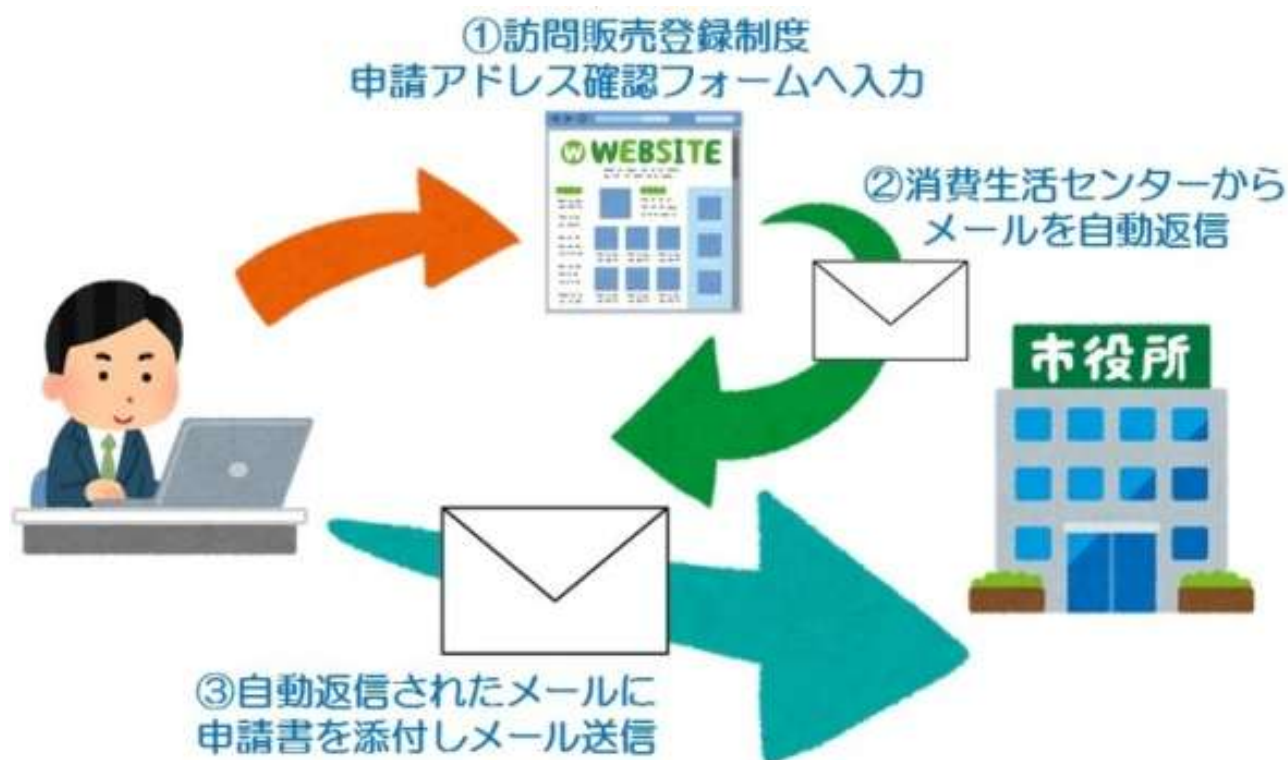 ①訪問販売登録制度
申請アドレス確認フォームへ入力
WEBSITE
②消費生活センターから
メールを自動返信
市役所
③自動返信されたメールに
申請書を添付しメール送信